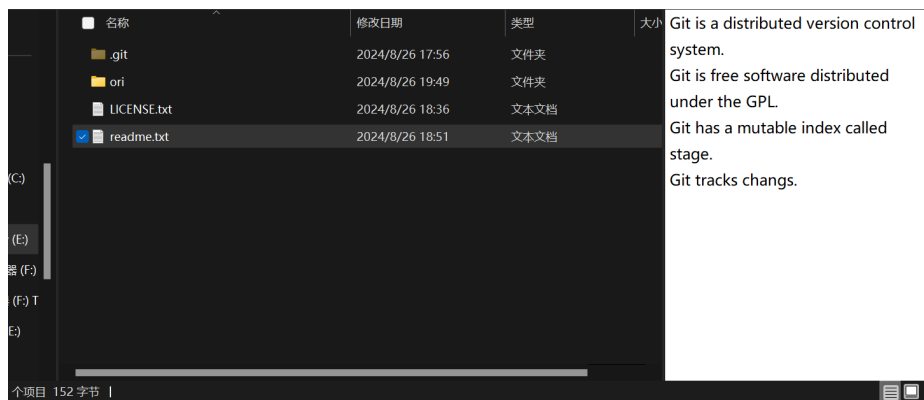 名称 修改日期 类型 大小
.git 2024/8/26 17:56 文件夹
ori 2024/8/26 19:49 文件夹
LICENSE.txt 2024/8/26 18:36 文本文档
readme.txt 2024/8/26 18:51 文本文档
(C:)
(E:)
器 (F:)
(F:) T
E:)
个项目 152 字节
Git is a distributed version control
system.
Git is free software distributed
under the GPL.
Git has a mutable index called
stage.
Git tracks changs.